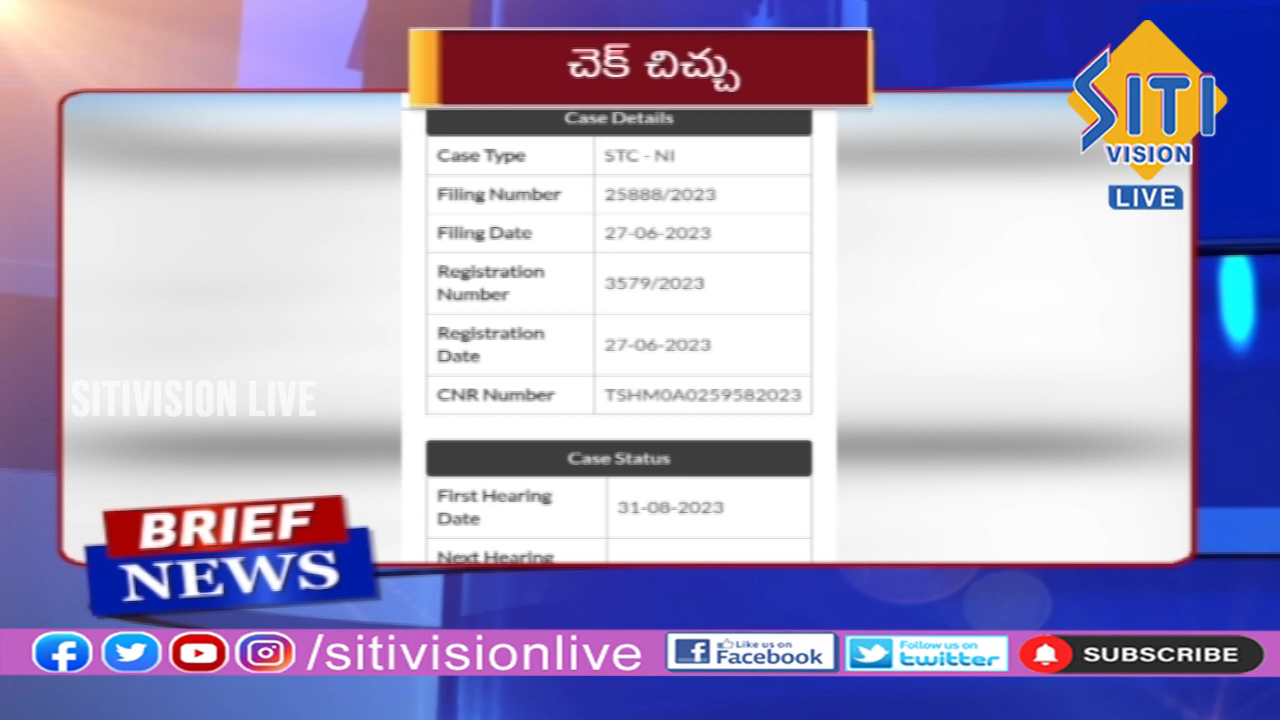 చెక్ చిచ్చు
SITI
VISION
LIVE
Case Details
Case Type STC - NI
Filing Number 25888/2023
Filing Date 27-06-2023
Registration
Number 3579/2023
Registration
Date 27-06-2023
CNR Number TSHM0A0259582023
SITIVISION LIVE
Case Status
First Hearing
Date 31-08-2023
Next Hearing
BRIEF
NEWS
/sitivisionlive
Like us on
Facebook
Follow us on
twitter
SUBSCRIBE